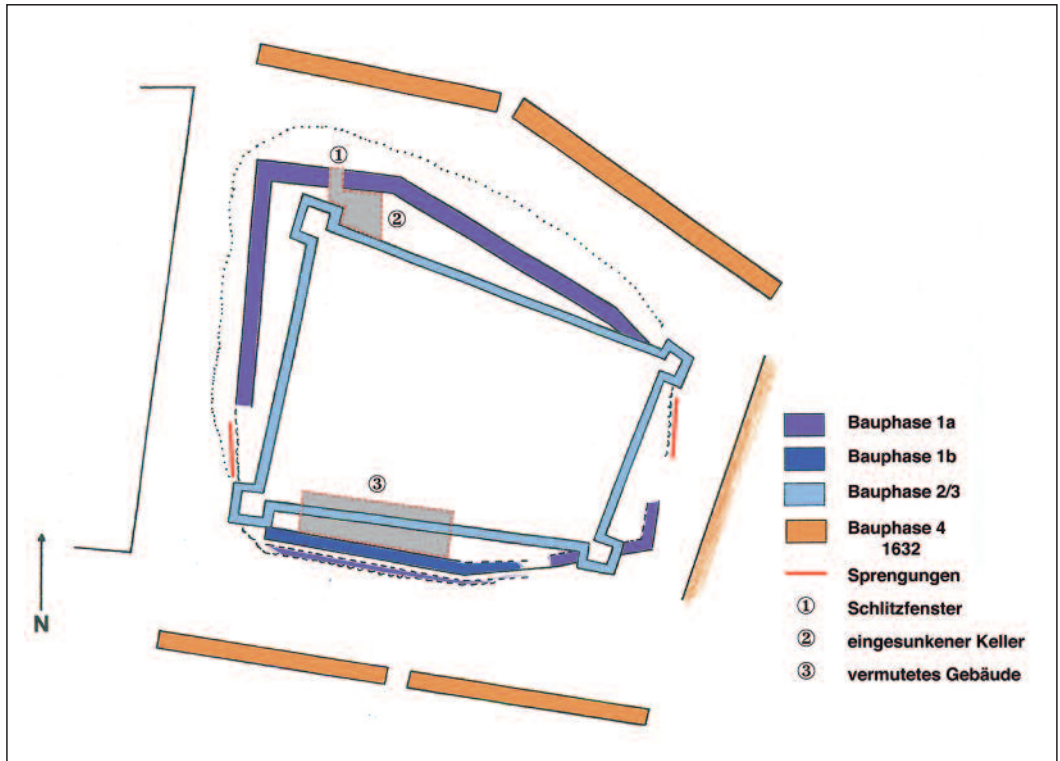 ①
②
③
N
Bauphase 1a
Bauphase 1b
Bauphase 2/3
Bauphase 4
1632
Sprengungen
① Schlitzfenster
② eingesunkener Keller
③ vermutetes Gebäude